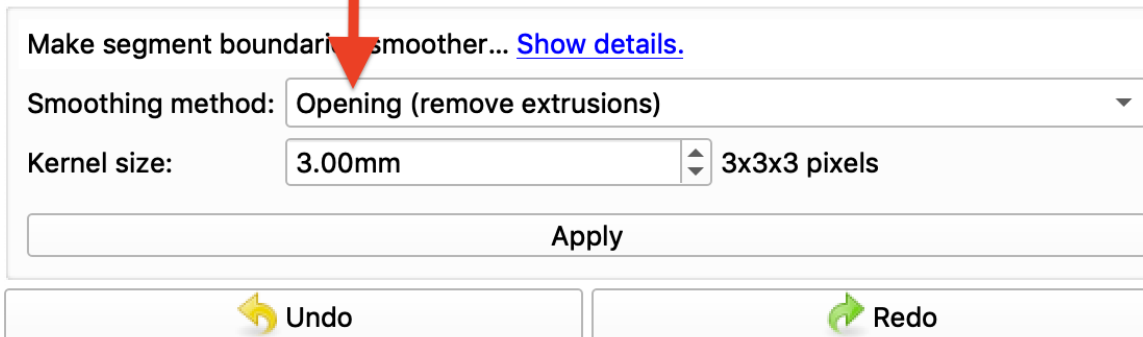 Make segment boundaries smoother... Show details.
Smoothing method: Opening (remove extrusions)
Kernel size: 3.00mm 3x3x3 pixels
Apply
Undo Redo